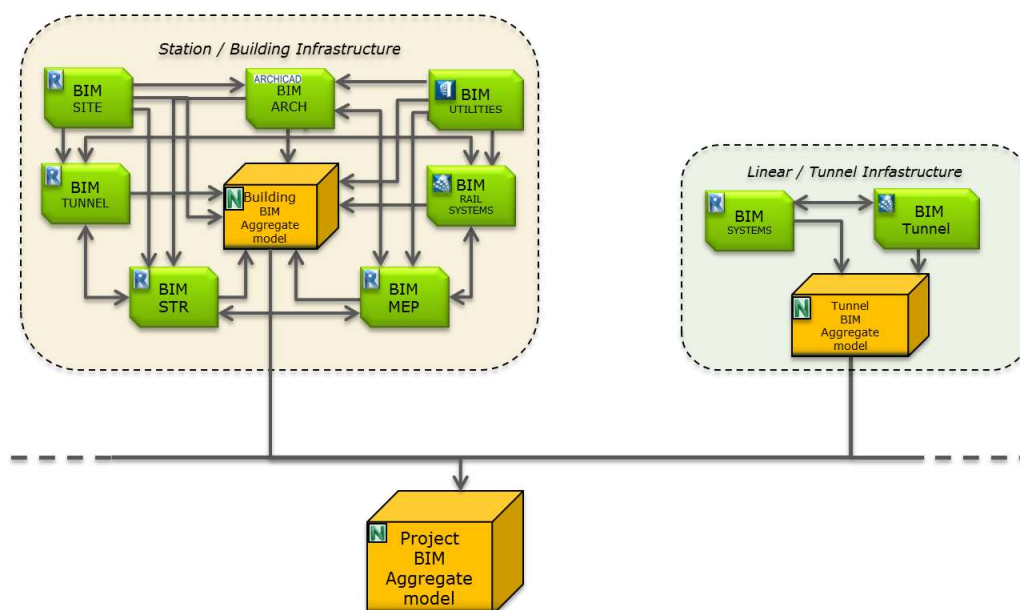 Station / Building Infrastructure
BIM
SITE
ARCHICAD
BIM
ARCH
BIM
UTILITIES
BIM
TUNNEL
Building
BIM
Aggregate
model
BIM
RAIL
SYSTEMS
BIM
STR
BIM
MEP
Linear / Tunnel Inrfastructure
BIM
SYSTEMS
BIM
Tunnel
Tunnel
BIM
Aggregate
model
Project
BIM
Aggregate
model
R
R
R
R
R
N
N
N